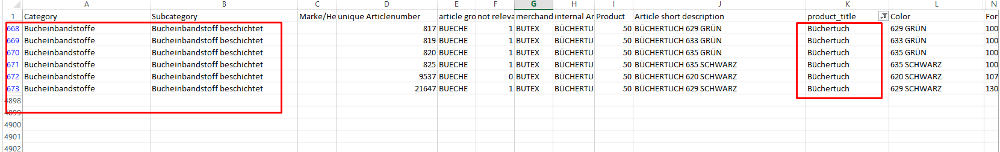 A B C D E F G H I J K L N
1 Category Subcategory Marke/He unique Articlenumber article gro not releva merchand internal Ar Product Article short description product_title Color For
668 Bucheinbandstoffe Bucheinbandstoff beschichtet 817 BUECHE 1 BUTEX BÜCHERTU 50 BÜCHERTUCH 629 GRÜN Büchertuch 629 GRÜN 100
669 Bucheinbandstoffe Bucheinbandstoff beschichtet 819 BUECHE 1 BUTEX BÜCHERTU 50 BÜCHERTUCH 633 GRÜN Büchertuch 633 GRÜN 100
670 Bucheinbandstoffe Bucheinbandstoff beschichtet 820 BUECHE 1 BUTEX BÜCHERTU 50 BÜCHERTUCH 635 GRÜN Büchertuch 635 GRÜN 100
671 Bucheinbandstoffe Bucheinbandstoff beschichtet 825 BUECHE 1 BUTEX BÜCHERTU 50 BÜCHERTUCH 635 SCHWARZ Büchertuch 635 SCHWARZ 100
672 Bucheinbandstoffe Bucheinbandstoff beschichtet 9537 BUECHE 0 BUTEX BÜCHERTU 50 BÜCHERTUCH 620 SCHWARZ Büchertuch 620 SCHWARZ 107
673 Bucheinbandstoffe Bucheinbandstoff beschichtet 21647 BUECHE 1 BUTEX BÜCHERTU 50 BÜCHERTUCH 629 SCHWARZ Büchertuch 629 SCHWARZ 130
4898
4899
4900
4901
4902